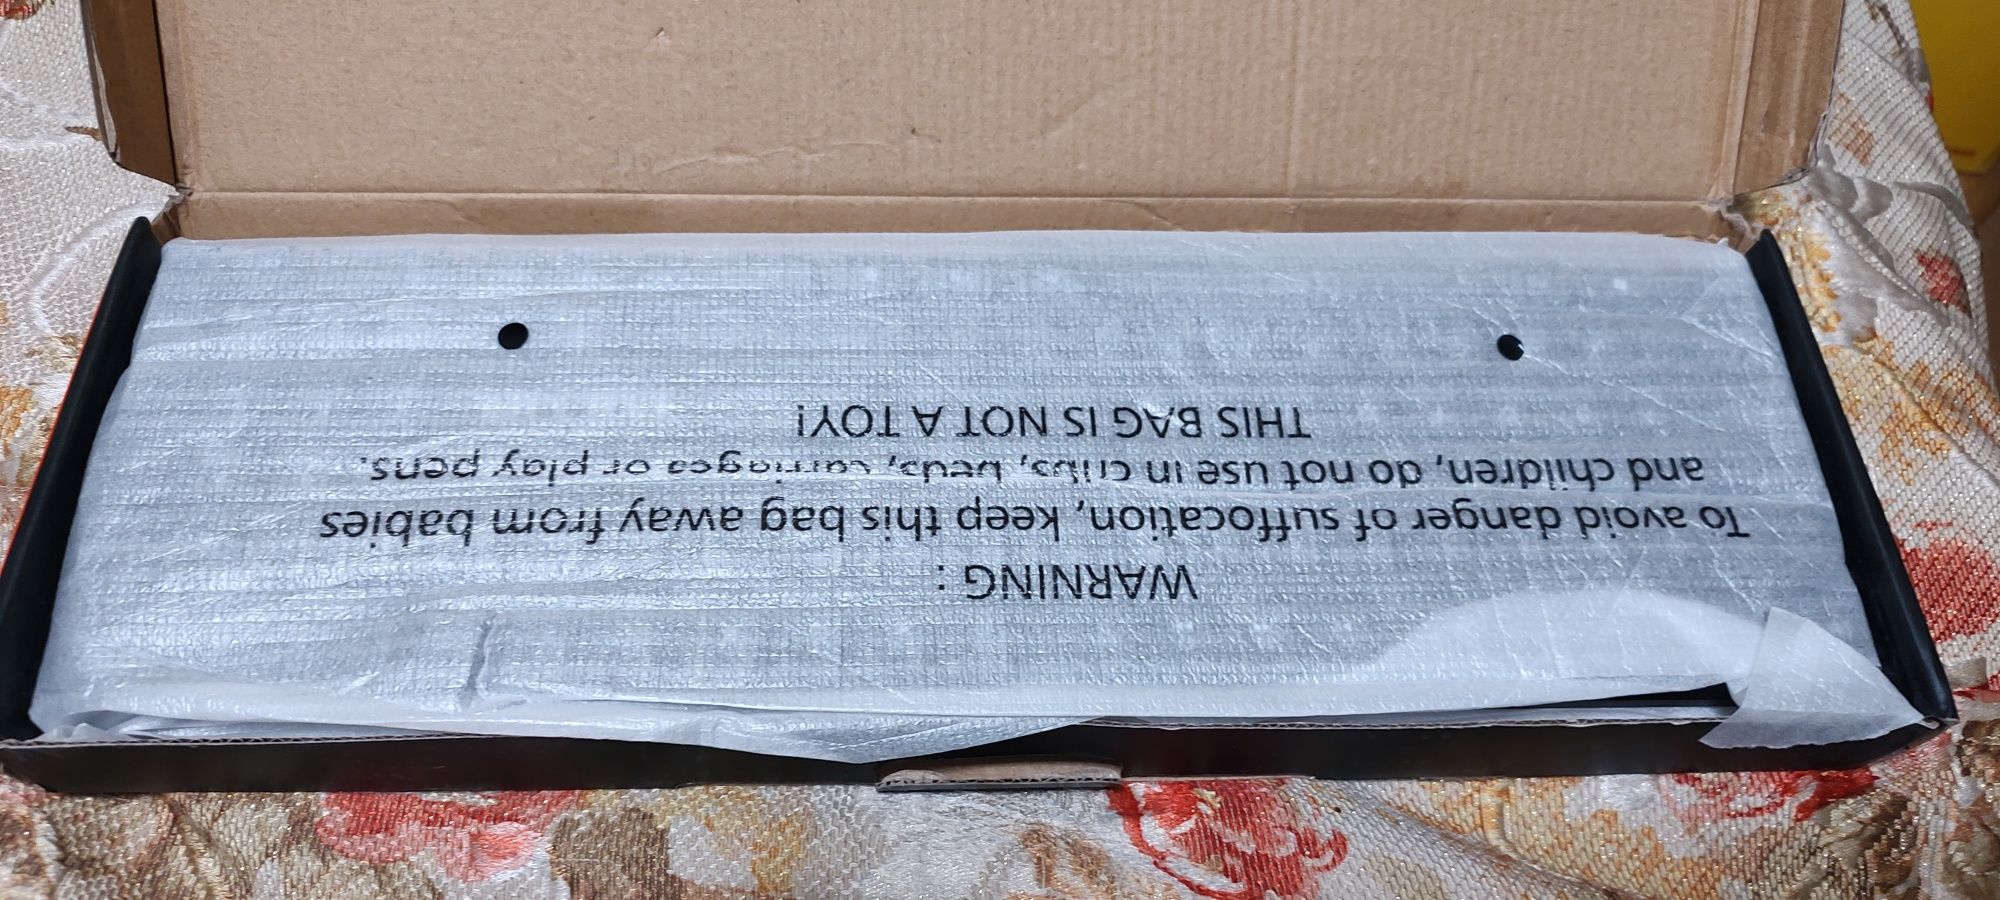 WARNING :
To avoid danger of suffocation, keep this bag away from babies
and children, do not use in cribs, beds, carriages or play pens.
THIS BAG IS NOT A TOY!